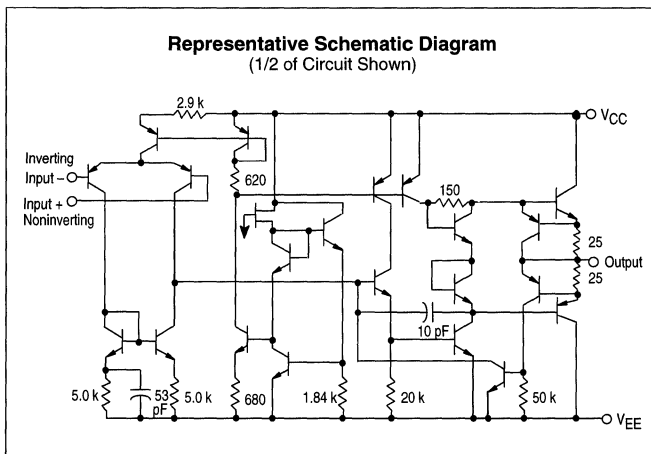 Representative Schematic Diagram
(1/2 of Circuit Shown)
2.9 k
VCC
Inverting
Input –
Input +
Noninverting
620
150
25
Output
25
10 pF
5.0 k
53
pF
5.0 k
680
1.84 k
20 k
50 k
VEE